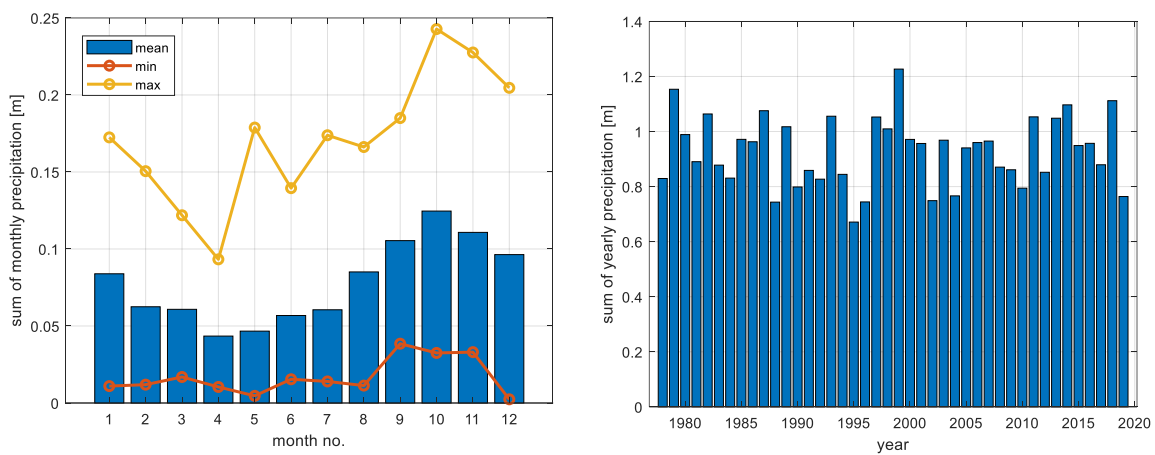 0.25
0.2
0.15
0.1
0.05
0
sum of monthly precipitation [m]
mean
min
max
1 2 3 4 5 6 7 8 9 10 11 12
month no.
1.4
1.2
1
0.8
0.6
0.4
0.2
0
sum of yearly precipitation [m]
1980 1985 1990 1995 2000 2005 2010 2015 2020
year